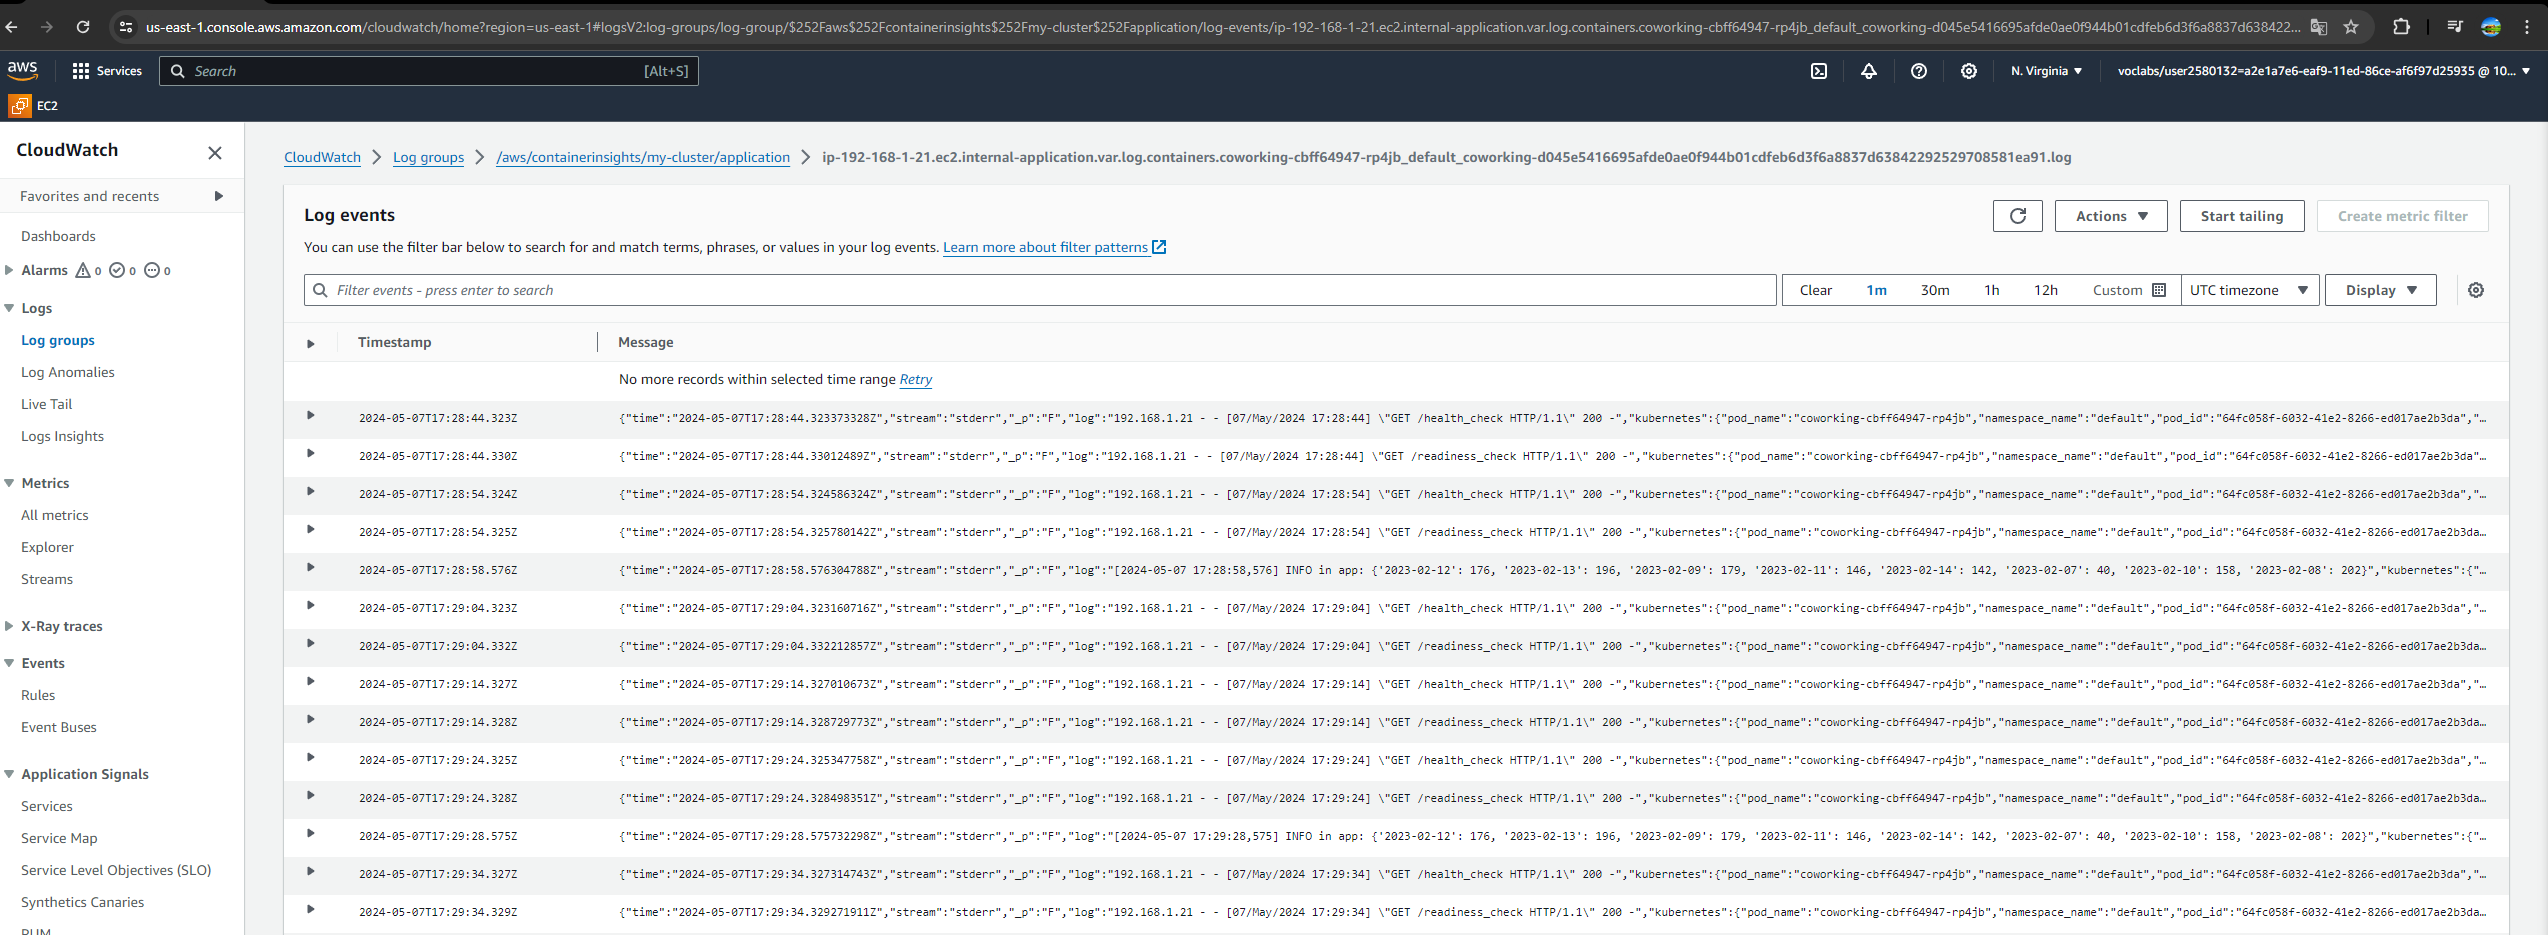 us-east-1.console.aws.amazon.com/cloudwatch/home?region=us-east-1#logsV2:log-groups/log-group/$252Faws$252Fcontainerinsights$252Fmy-cluster$252Fapplication/log-events/ip-192-168-1-21.ec2.internal-application.var.log.containers.coworking-cbff64947-rp4jb_default_coworking-d045e5416695afde0ae0f944b01cdfeb6d3f6a8837d638422...
aws Services Search [Alt+S] N. Virginia voclabs/user2580132=a2e1a7e6-eaf9-11ed-86ce-af6f97d25935 @ 10...
EC2
CloudWatch
Favorites and recents
Dashboards
Alarms 0 0 0
Logs
Log groups
Log Anomalies
Live Tail
Logs Insights
Metrics
All metrics
Explorer
Streams
X-Ray traces
Events
Rules
Event Buses
Application Signals
Services
Service Map
Service Level Objectives (SLO)
Synthetics Canaries
RUM
CloudWatch > Log groups > /aws/containerinsights/my-cluster/application > ip-192-168-1-21.ec2.internal-application.var.log.containers.coworking-cbff64947-rp4jb_default_coworking-d045e5416695afde0ae0f944b01cdfeb6d3f6a8837d63842292529708581ea91.log
Log events
Actions Start tailing Create metric filter
You can use the filter bar below to search for and match terms, phrases, or values in your log events. Learn more about filter patterns
Filter events - press enter to search Clear 1m 30m 1h 12h Custom UTC timezone Display
Timestamp Message
No more records within selected time range Retry
2024-05-07T17:28:44.323Z {"time":"2024-05-07T17:28:44.323373328Z","stream":"stderr","_p":"F","log":"192.168.1.21 - - [07/May/2024 17:28:44] \"GET /health_check HTTP/1.1\" 200 -","kubernetes":{"pod_name":"coworking-cbff64947-rp4jb","namespace_name":"default","pod_id":"64fc058f-6032-41e2-8266-ed017ae2b3da","…
2024-05-07T17:28:44.330Z {"time":"2024-05-07T17:28:44.33012489Z","stream":"stderr","_p":"F","log":"192.168.1.21 - - [07/May/2024 17:28:44] \"GET /readiness_check HTTP/1.1\" 200 -","kubernetes":{"pod_name":"coworking-cbff64947-rp4jb","namespace_name":"default","pod_id":"64fc058f-6032-41e2-8266-ed017ae2b3da"…
2024-05-07T17:28:54.324Z {"time":"2024-05-07T17:28:54.324586324Z","stream":"stderr","_p":"F","log":"192.168.1.21 - - [07/May/2024 17:28:54] \"GET /health_check HTTP/1.1\" 200 -","kubernetes":{"pod_name":"coworking-cbff64947-rp4jb","namespace_name":"default","pod_id":"64fc058f-6032-41e2-8266-ed017ae2b3da","…
2024-05-07T17:28:54.325Z {"time":"2024-05-07T17:28:54.325780142Z","stream":"stderr","_p":"F","log":"192.168.1.21 - - [07/May/2024 17:28:54] \"GET /readiness_check HTTP/1.1\" 200 -","kubernetes":{"pod_name":"coworking-cbff64947-rp4jb","namespace_name":"default","pod_id":"64fc058f-6032-41e2-8266-ed017ae2b3da…
2024-05-07T17:28:58.576Z {"time":"2024-05-07T17:28:58.576304788Z","stream":"stderr","_p":"F","log":"[2024-05-07 17:28:58,576] INFO in app: {'2023-02-12': 176, '2023-02-13': 196, '2023-02-09': 179, '2023-02-11': 146, '2023-02-14': 142, '2023-02-07': 40, '2023-02-10': 158, '2023-02-08': 202}","kubernetes":{"…
2024-05-07T17:29:04.323Z {"time":"2024-05-07T17:29:04.323160716Z","stream":"stderr","_p":"F","log":"192.168.1.21 - - [07/May/2024 17:29:04] \"GET /health_check HTTP/1.1\" 200 -","kubernetes":{"pod_name":"coworking-cbff64947-rp4jb","namespace_name":"default","pod_id":"64fc058f-6032-41e2-8266-ed017ae2b3da","…
2024-05-07T17:29:04.332Z {"time":"2024-05-07T17:29:04.332212857Z","stream":"stderr","_p":"F","log":"192.168.1.21 - - [07/May/2024 17:29:04] \"GET /readiness_check HTTP/1.1\" 200 -","kubernetes":{"pod_name":"coworking-cbff64947-rp4jb","namespace_name":"default","pod_id":"64fc058f-6032-41e2-8266-ed017ae2b3da…
2024-05-07T17:29:14.327Z {"time":"2024-05-07T17:29:14.327010673Z","stream":"stderr","_p":"F","log":"192.168.1.21 - - [07/May/2024 17:29:14] \"GET /health_check HTTP/1.1\" 200 -","kubernetes":{"pod_name":"coworking-cbff64947-rp4jb","namespace_name":"default","pod_id":"64fc058f-6032-41e2-8266-ed017ae2b3da","…
2024-05-07T17:29:14.328Z {"time":"2024-05-07T17:29:14.328729773Z","stream":"stderr","_p":"F","log":"192.168.1.21 - - [07/May/2024 17:29:14] \"GET /readiness_check HTTP/1.1\" 200 -","kubernetes":{"pod_name":"coworking-cbff64947-rp4jb","namespace_name":"default","pod_id":"64fc058f-6032-41e2-8266-ed017ae2b3da…
2024-05-07T17:29:24.325Z {"time":"2024-05-07T17:29:24.325347758Z","stream":"stderr","_p":"F","log":"192.168.1.21 - - [07/May/2024 17:29:24] \"GET /health_check HTTP/1.1\" 200 -","kubernetes":{"pod_name":"coworking-cbff64947-rp4jb","namespace_name":"default","pod_id":"64fc058f-6032-41e2-8266-ed017ae2b3da","…
2024-05-07T17:29:24.328Z {"time":"2024-05-07T17:29:24.328498351Z","stream":"stderr","_p":"F","log":"192.168.1.21 - - [07/May/2024 17:29:24] \"GET /readiness_check HTTP/1.1\" 200 -","kubernetes":{"pod_name":"coworking-cbff64947-rp4jb","namespace_name":"default","pod_id":"64fc058f-6032-41e2-8266-ed017ae2b3da…
2024-05-07T17:29:28.575Z {"time":"2024-05-07T17:29:28.575732298Z","stream":"stderr","_p":"F","log":"[2024-05-07 17:29:28,575] INFO in app: {'2023-02-12': 176, '2023-02-13': 196, '2023-02-09': 179, '2023-02-11': 146, '2023-02-14': 142, '2023-02-07': 40, '2023-02-10': 158, '2023-02-08': 202}","kubernetes":{"…
2024-05-07T17:29:34.327Z {"time":"2024-05-07T17:29:34.327314743Z","stream":"stderr","_p":"F","log":"192.168.1.21 - - [07/May/2024 17:29:34] \"GET /health_check HTTP/1.1\" 200 -","kubernetes":{"pod_name":"coworking-cbff64947-rp4jb","namespace_name":"default","pod_id":"64fc058f-6032-41e2-8266-ed017ae2b3da","…
2024-05-07T17:29:34.329Z {"time":"2024-05-07T17:29:34.329271911Z","stream":"stderr","_p":"F","log":"192.168.1.21 - - [07/May/2024 17:29:34] \"GET /readiness_check HTTP/1.1\" 200 -","kubernetes":{"pod_name":"coworking-cbff64947-rp4jb","namespace_name":"default","pod_id":"64fc058f-6032-41e2-8266-ed017ae2b3da…